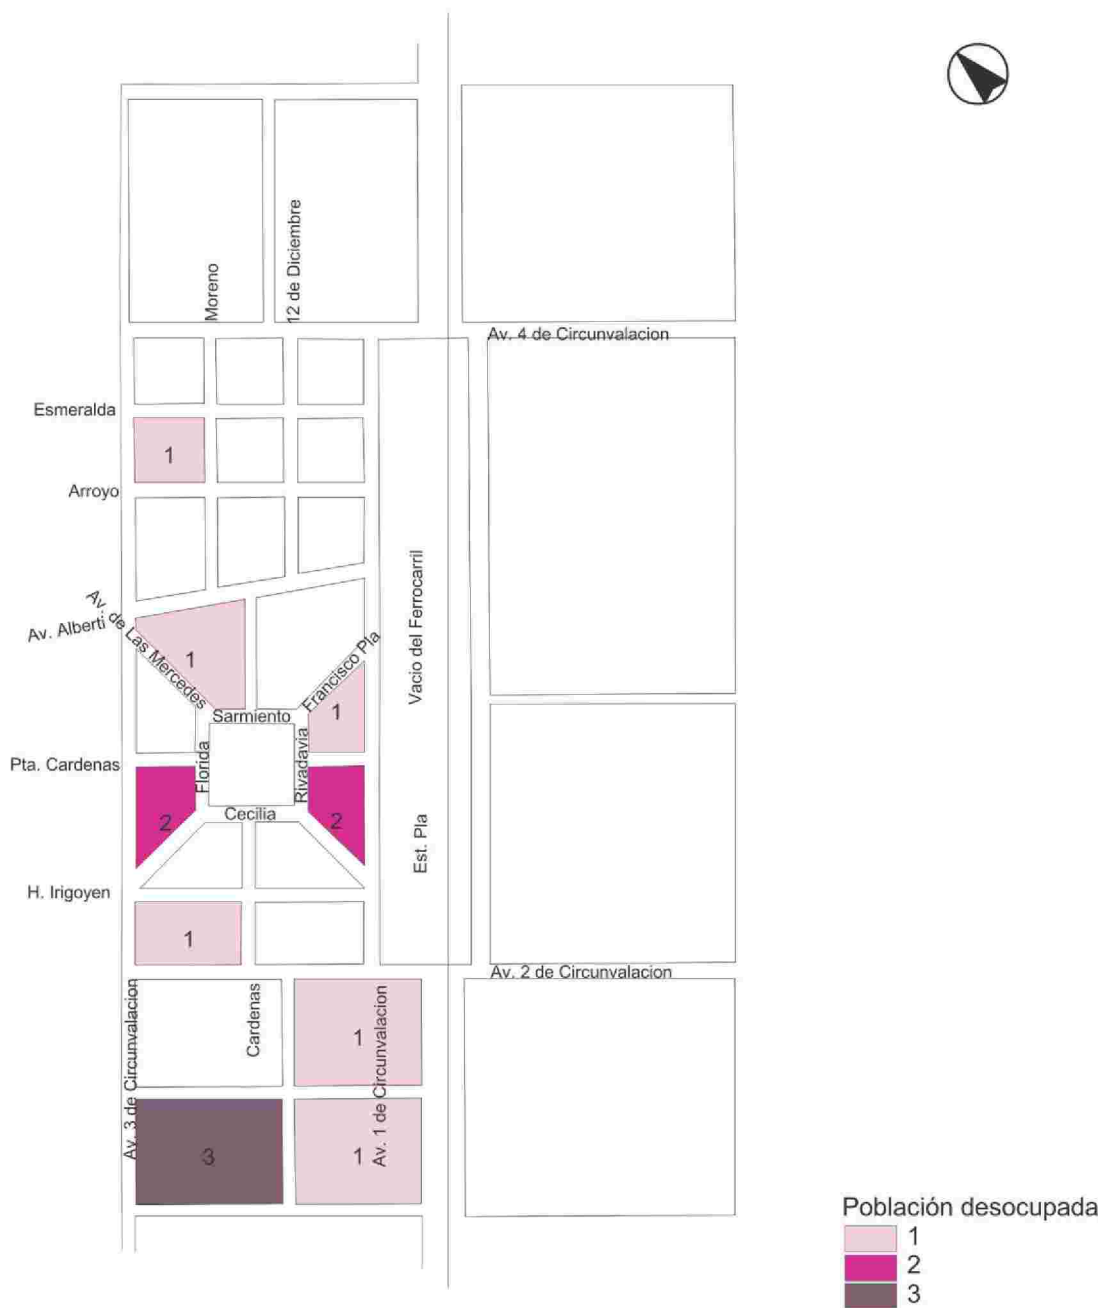 Moreno
12 de Diciembre
Av. 4 de Circunvalacion
Esmeralda
1
Arroyo
Vacio del Ferrocarril
Av. Alberti
Av. de Las Mercedes
1
Francisco Pla
1
Sarmiento
Pta. Cardenas
Florida
Rivadavia
2
2
Cecilia
Est. Pla
H. Irigoyen
1
Av. 2 de Circunvalacion
Av. 3 de Circunvalacion
Cardenas
1
Av. 1 de Circunvalacion
3
1
Población desocupada
1
2
3